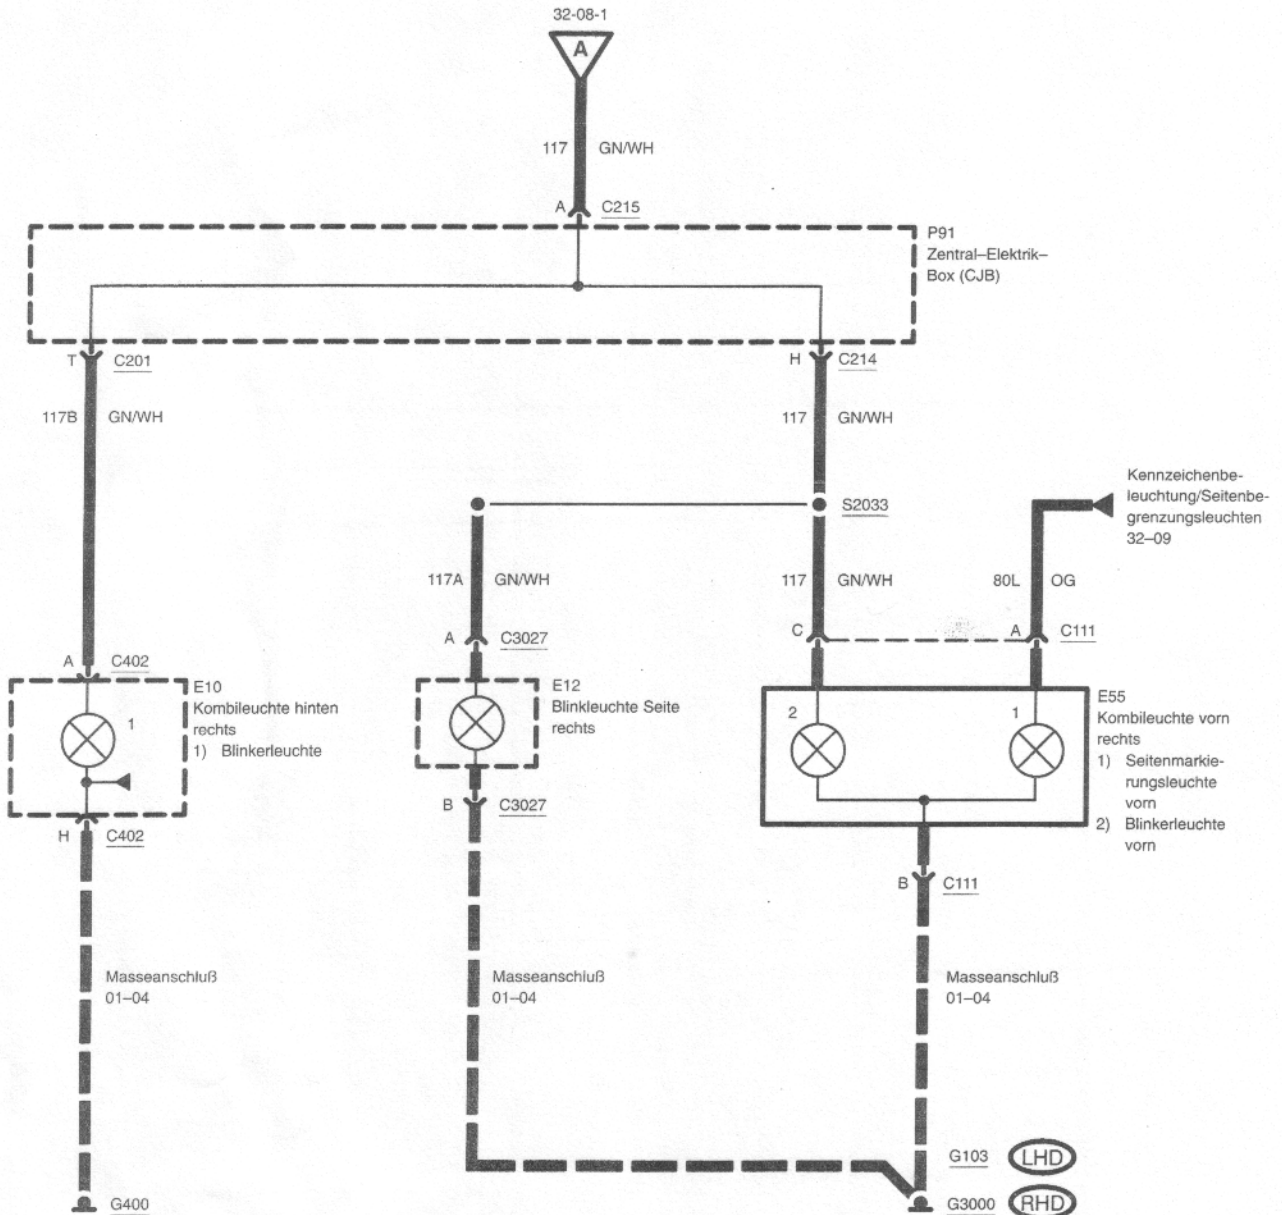 32-08-1
A
117 GN/WH
A C215
P91
Zentral–Elektrik–
Box (CJB)
T C201
H C214
117B GN/WH
117 GN/WH
Kennzeichenbe-
leuchtung/Seitenbe-
grenzungsleuchten
32–09
S2033
117A GN/WH
117 GN/WH
80L OG
A C3027
C
A C111
A C402
E10
Kombileuchte hinten
rechts
1) Blinkerleuchte
1
E12
Blinkleuchte Seite
rechts
2
1
E55
Kombileuchte vorn
rechts
1) Seitenmarkie-
rungsleuchte
vorn
2) Blinkerleuchte
vorn
B C3027
H C402
B C111
Masseanschluß
01–04
Masseanschluß
01–04
Masseanschluß
01–04
G103 LHD
G400
G3000 RHD